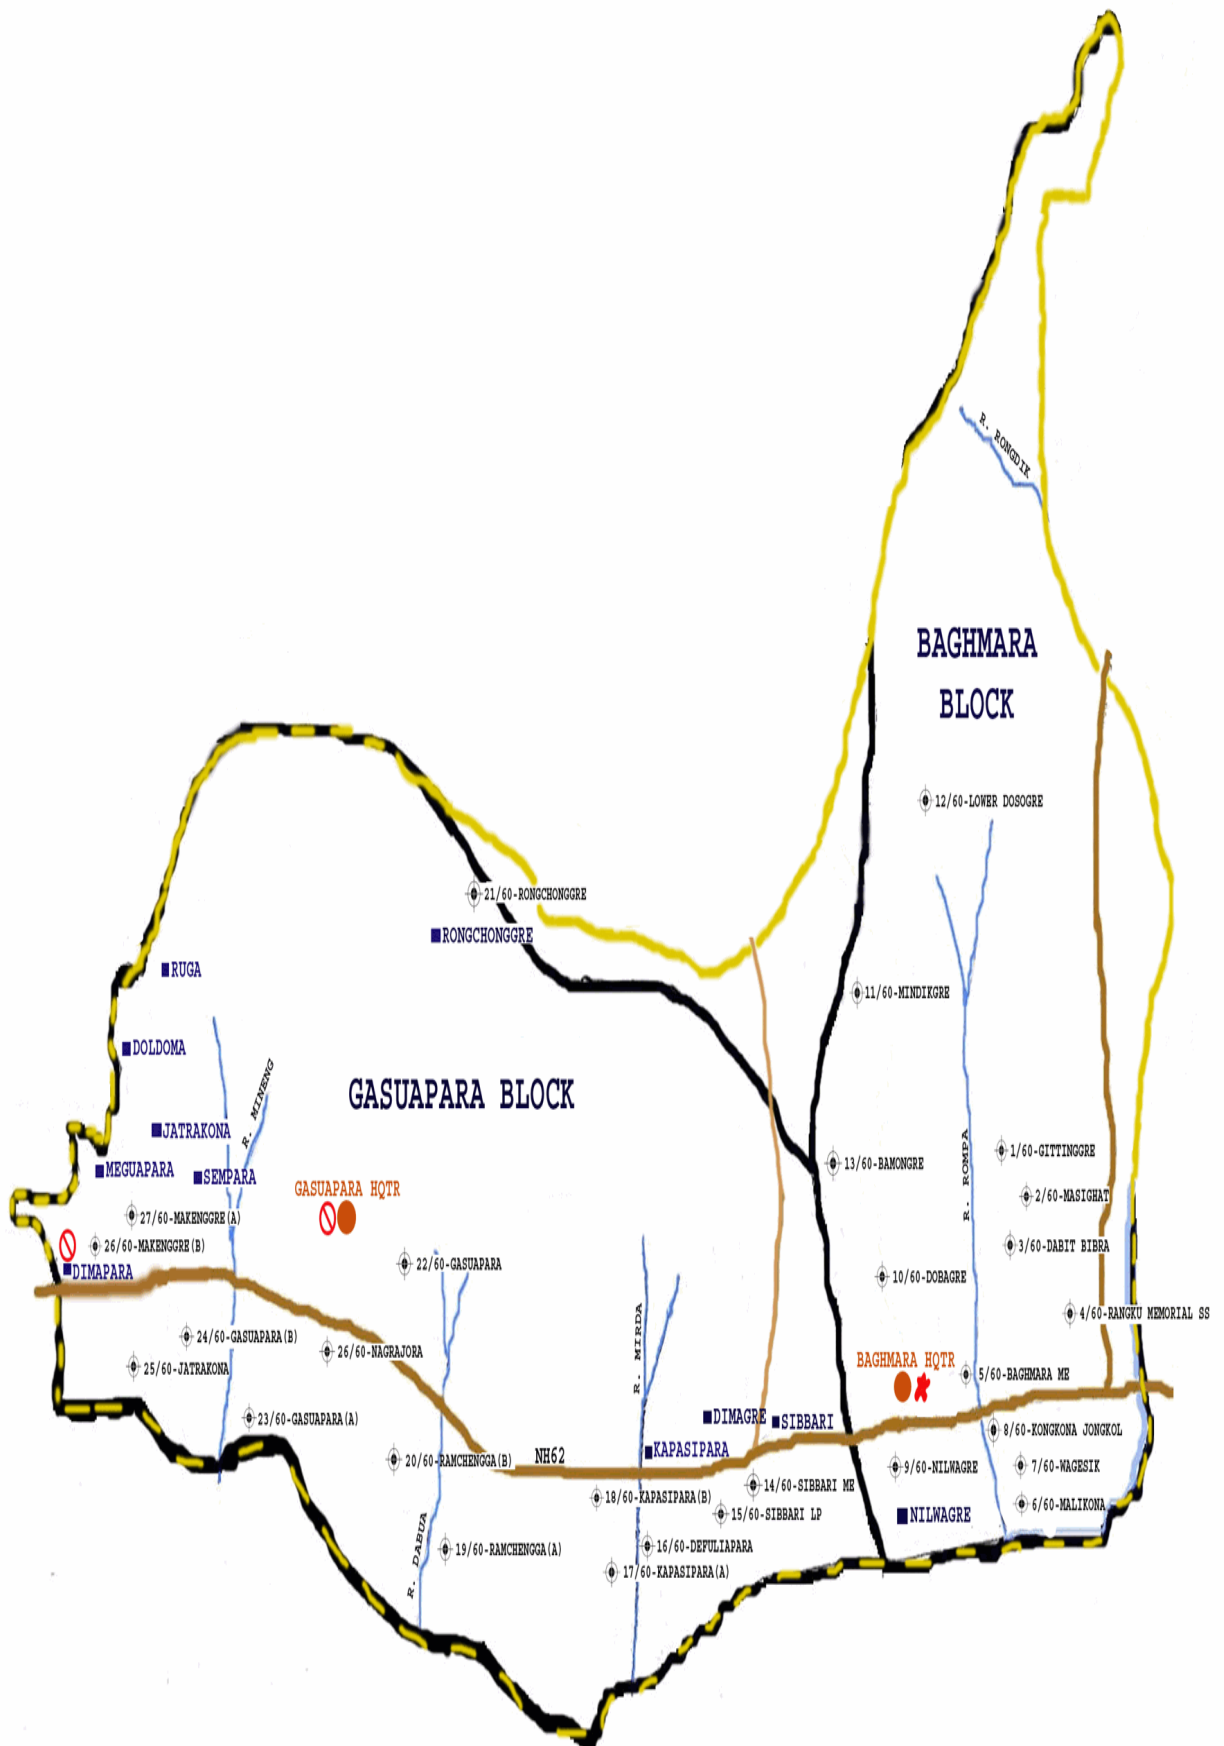 R. RONGDIK
BAGHMARA
BLOCK
12/60-LOWER DOSOGRE
21/60-RONGCHONGGRE
RONGCHONGGRE
RUGA
11/60-MINDIKGRE
DOLDOMA
GASUAPARA BLOCK
R. MINENG
JATRAKONA
R. ROMPA
1/60-GITTINGGRE
13/60-BAMONGRE
MEGUAPARA
SEMPARA
GASUAPARA HQTR
2/60-MASIGHAT
27/60-MAKENGGRE(A)
26/60-MAKENGGRE(B)
3/60-DABIT BIBRA
DIMAPARA
22/60-GASUAPARA
10/60-DOBAGRE
4/60-RANGKU MEMORIAL SS
24/60-GASUAPARA(B)
R. MIRDA
26/60-NAGRAJORA
25/60-JATRAKONA
BAGHMARA HQTR
5/60-BAGHMARA ME
23/60-GASUAPARA(A)
DIMAGRE
SIBBARI
8/60-KONGKONA JONGKOL
KAPASIPARA
NH62
20/60-RAMCHENGGA(B)
9/60-NILWAGRE
7/60-WAGESIK
14/60-SIBBARI ME
18/60-KAPASIPARA(B)
6/60-MALIKONA
15/60-SIBBARI LP
NILWAGRE
R. DABUA
19/60-RAMCHENGGA(A)
16/60-DEFULIAPARA
17/60-KAPASIPARA(A)